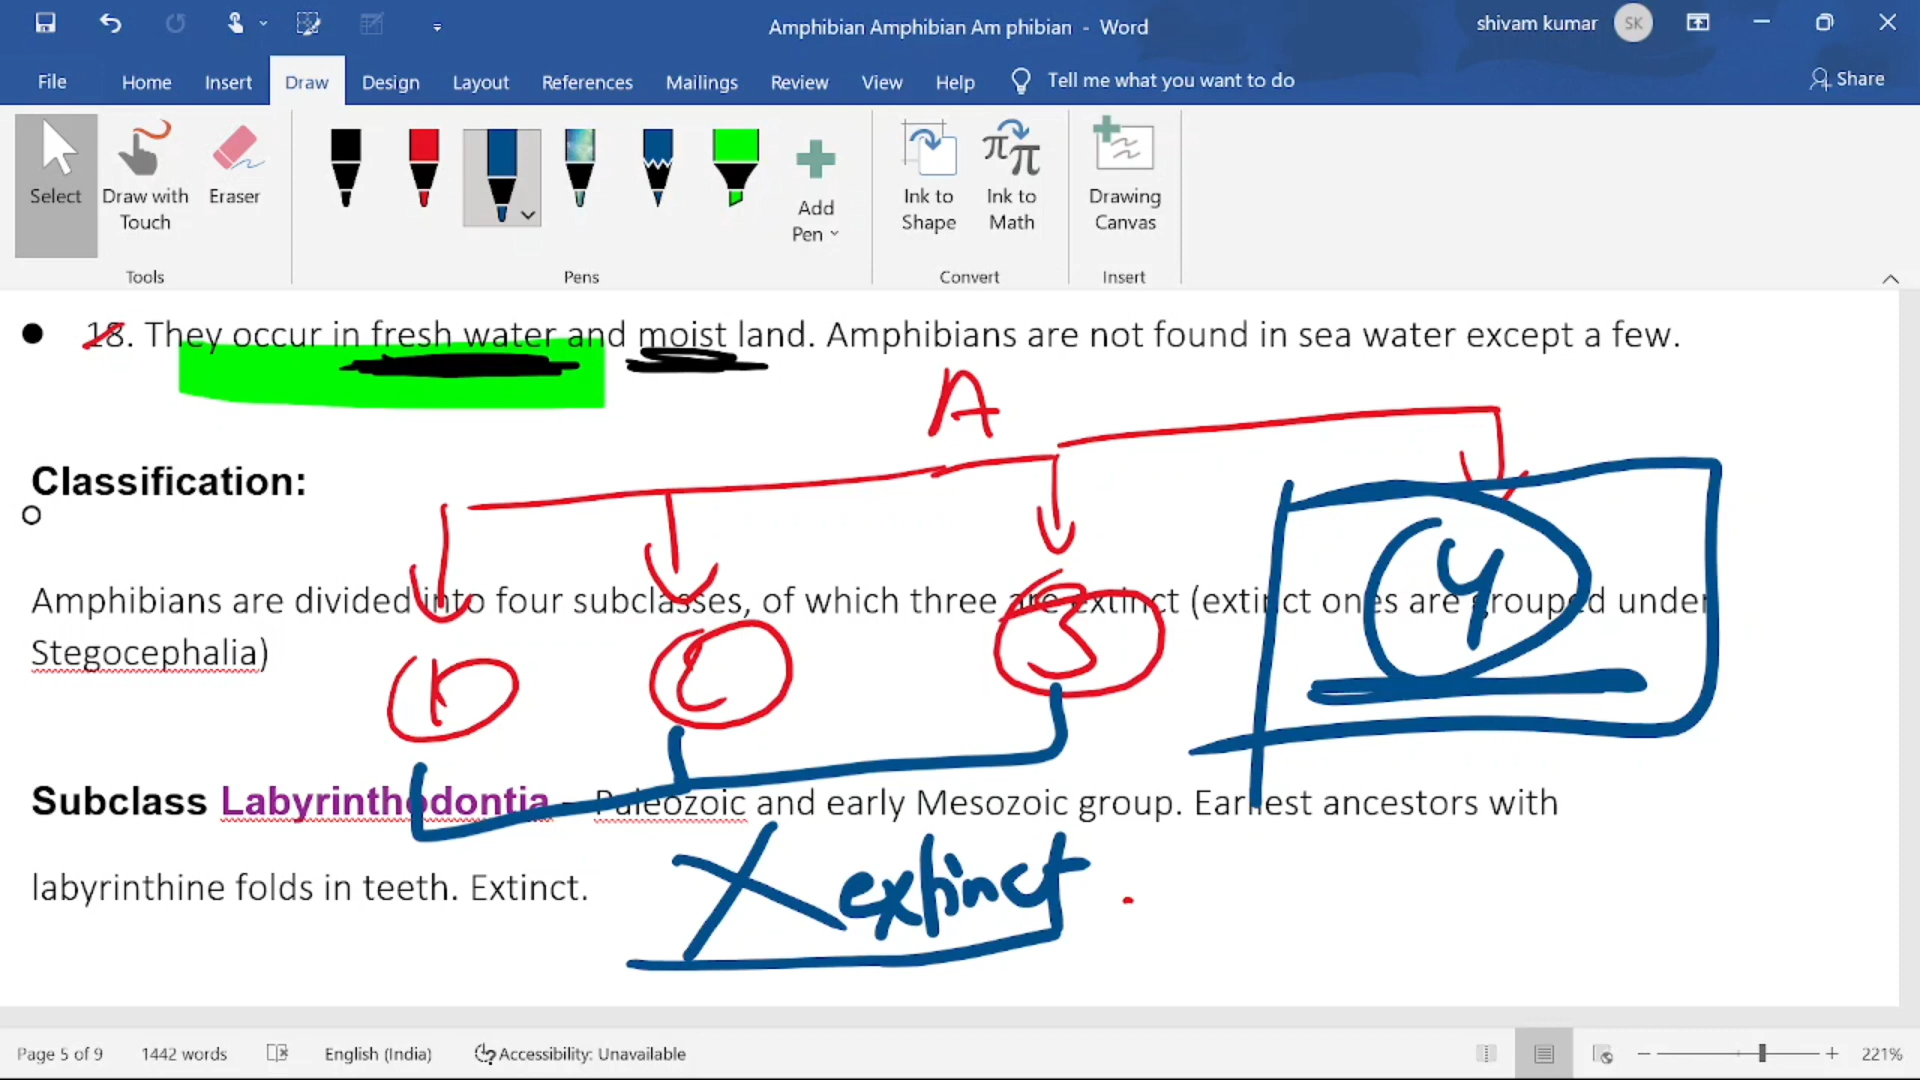 Amphibian Amphibian Am phibian - Word
shivam kumar SK
File Home Insert Draw Design Layout References Mailings Review View Help Tell me what you want to do Share
Select
Draw with Touch
Eraser
Add Pen
Ink to Shape
Ink to Math
Drawing Canvas
Tools Pens Convert Insert
18. They occur in fresh water and moist land. Amphibians are not found in sea water except a few.
A
Classification:
Amphibians are divided into four subclasses, of which three are extinct (extinct ones are grouped under
Stegocephalia)
1 2 3 4
Subclass Labyrinthodontia – Paleozoic and early Mesozoic group. Earliest ancestors with
labyrinthine folds in teeth. Extinct.
X extinct
Page 5 of 9 1442 words English (India) Accessibility: Unavailable 221%